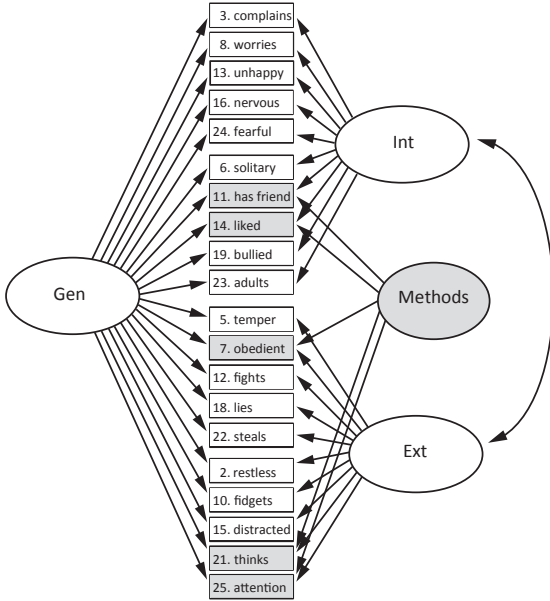 3. complains
8. worries
13. unhappy
16. nervous
24. fearful
6. solitary
11. has friend
14. liked
19. bullied
23. adults
5. temper
7. obedient
12. fights
18. lies
22. steals
2. restless
10. fidgets
15. distracted
21. thinks
25. attention
Gen
Int
Methods
Ext